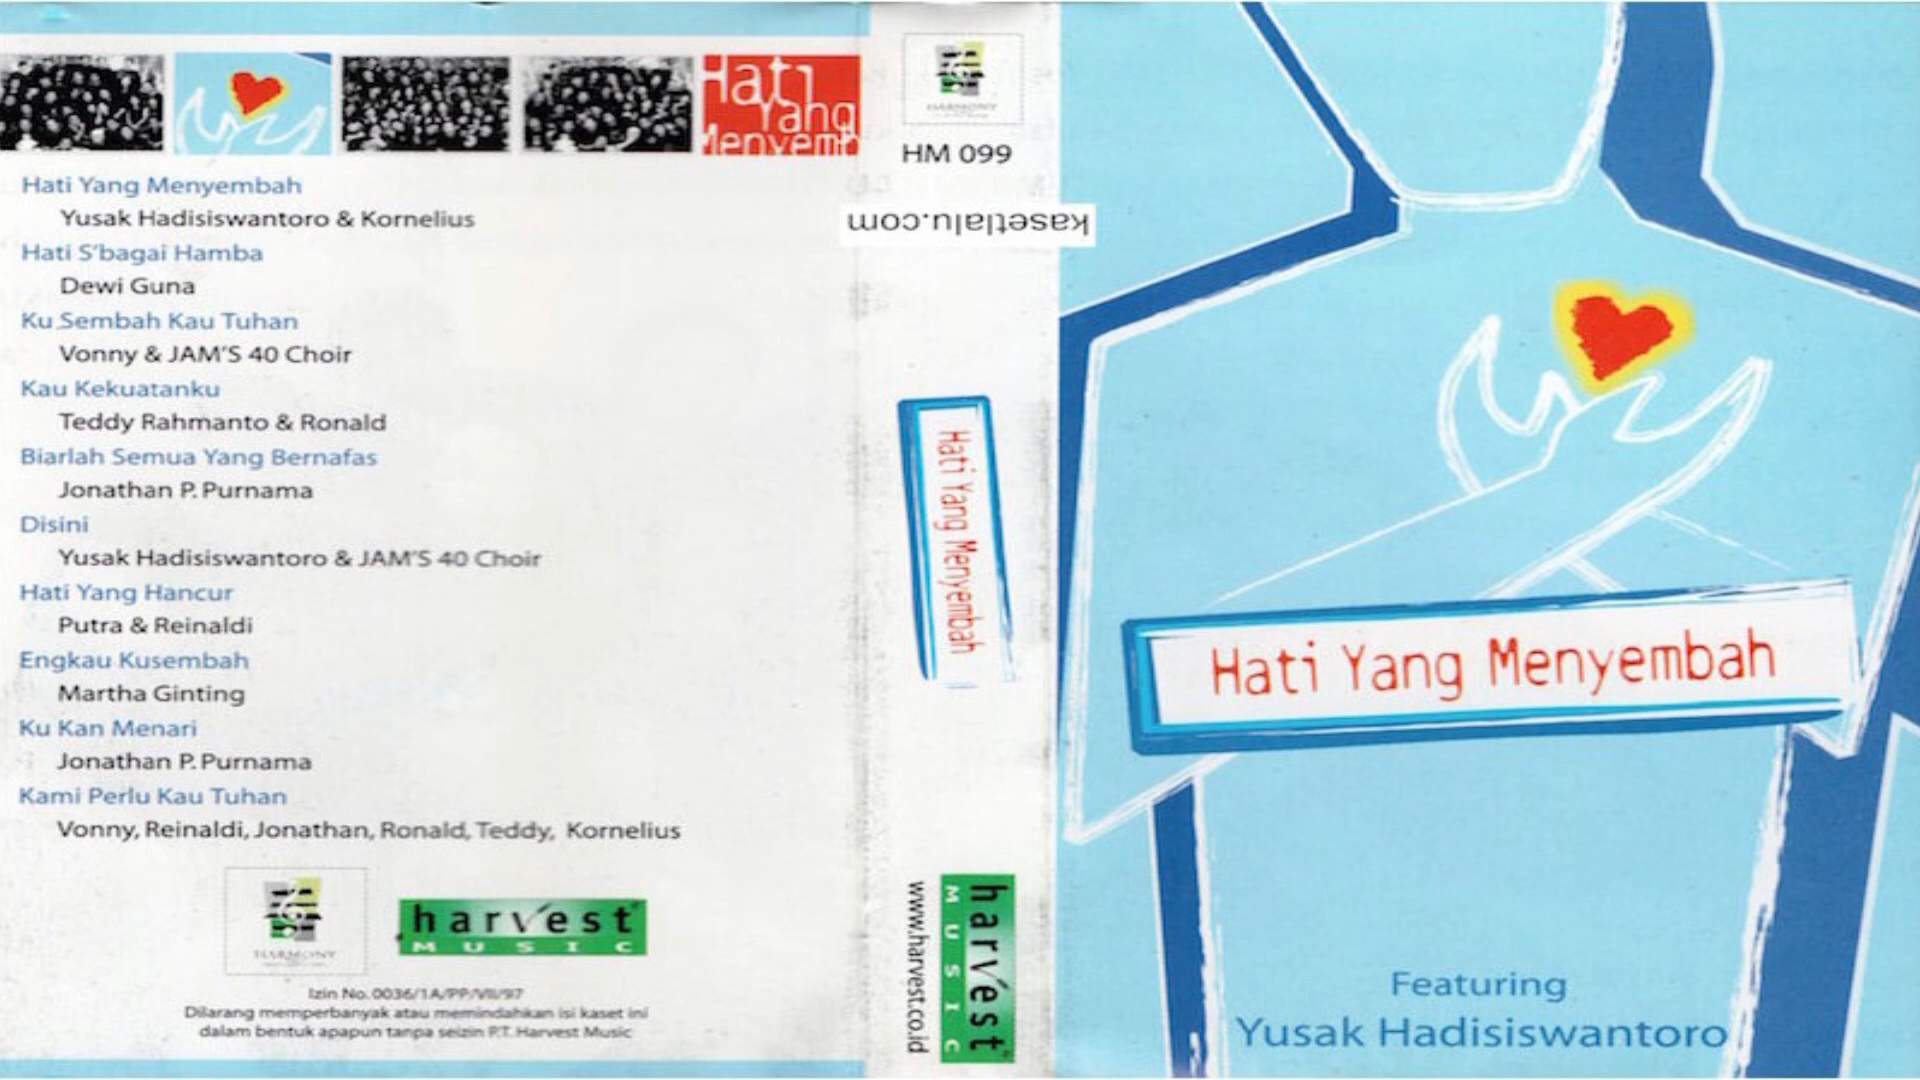 Hati
Yang
Menyemb
Hati Yang Menyembah
Yusak Hadisiswantoro & Kornelius
Hati S'bagai Hamba
Dewi Guna
Ku Sembah Kau Tuhan
Vonny & JAM'S 40 Choir
Kau Kekuatanku
Teddy Rahmanto & Ronald
Biarlah Semua Yang Bernafas
Jonathan P. Purnama
Disini
Yusak Hadisiswantoro & JAM'S 40 Choir
Hati Yang Hancur
Putra & Reinaldi
Engkau Kusembah
Martha Ginting
Ku Kan Menari
Jonathan P. Purnama
Kami Perlu Kau Tuhan
Vonny, Reinaldi, Jonathan, Ronald, Teddy, Kornelius
HARMONY
harvest
MUSIC
Izin No. 0036/1A/PP/VII/97
Dilarang memperbanyak atau memindahkan isi kaset ini
dalam bentuk apapun tanpa seizin P.T. Harvest Music
HARMONY
HM 099
kasetlalu.com
Hati Yang Menyembah
harvest
MUSIC
www.harvest.co.id
Hati Yang Menyembah
Featuring
Yusak Hadisiswantoro